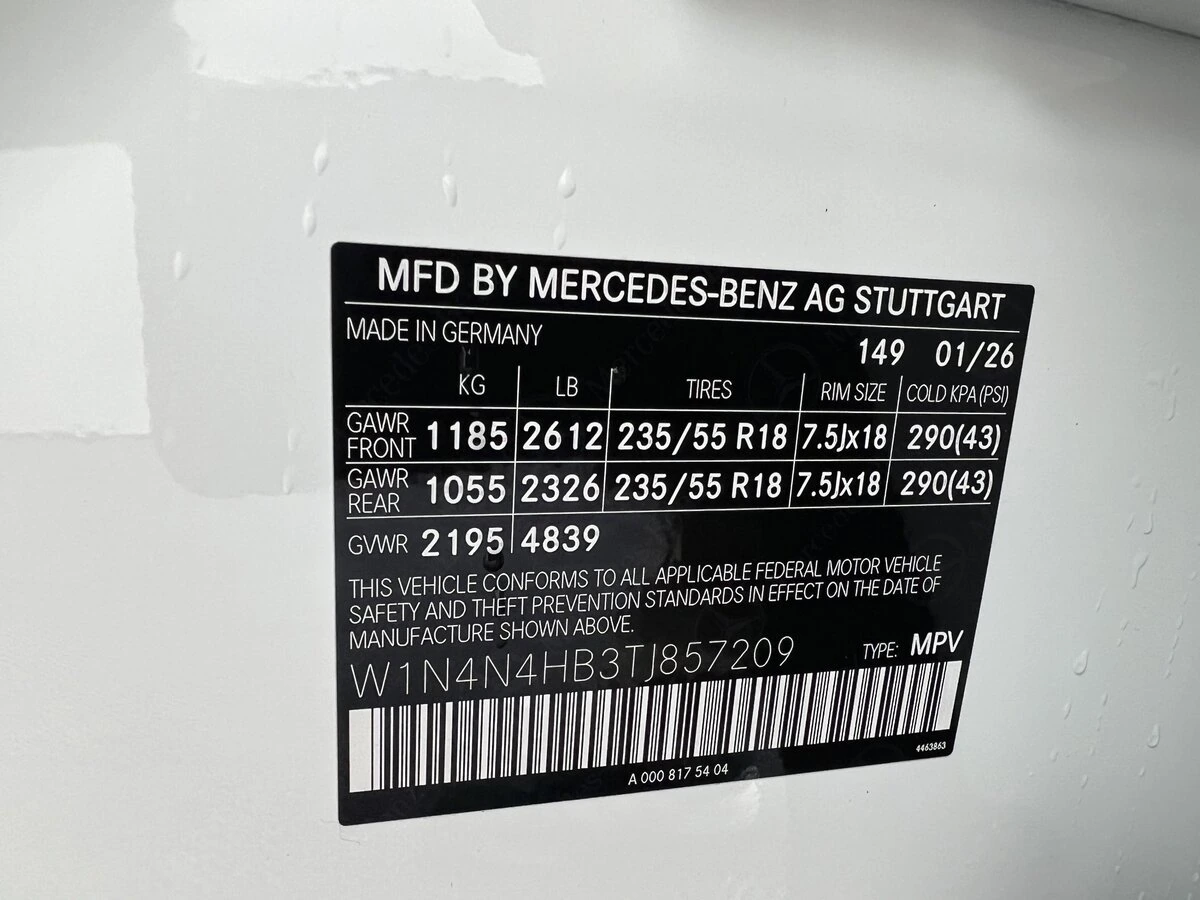 MFD BY MERCEDES-BENZ AG STUTTGART
MADE IN GERMANY
149 01/26
KG LB TIRES RIM SIZE COLD KPA (PSI)
GAWR FRONT 1185 2612 235/55 R18 7.5Jx18 290(43)
GAWR REAR 1055 2326 235/55 R18 7.5Jx18 290(43)
GVWR 2195 4839
THIS VEHICLE CONFORMS TO ALL APPLICABLE FEDERAL MOTOR VEHICLE
SAFETY AND THEFT PREVENTION STANDARDS IN EFFECT ON THE DATE OF
MANUFACTURE SHOWN ABOVE.
W1N4N4HB3TJ857209 TYPE: MPV
4463863
A 000 817 54 04